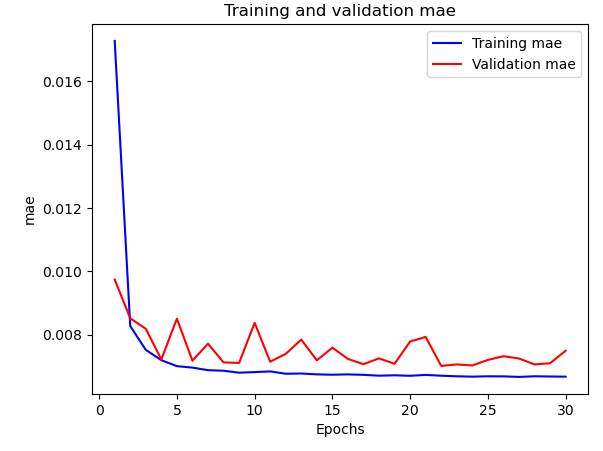 Training and validation mae
Training mae
Validation mae
0.016
0.014
0.012
0.010
0.008
mae
0
5
10
15
20
25
30
Epochs